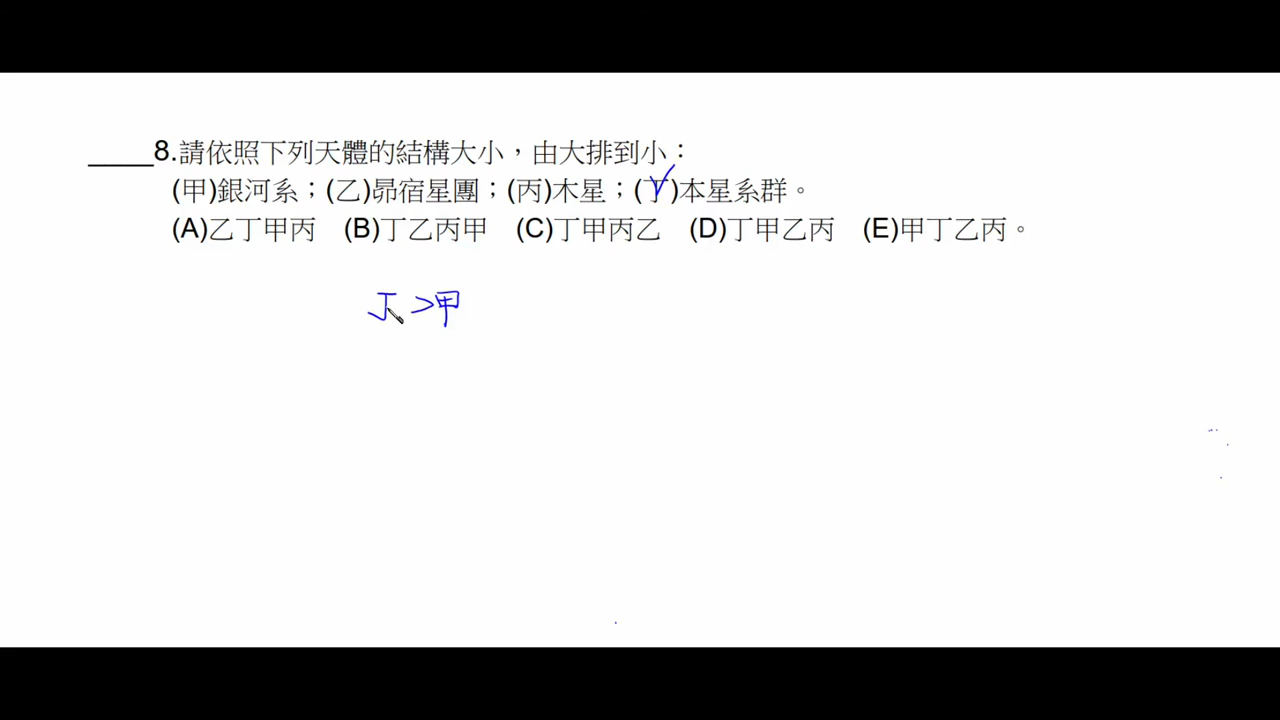 _____8.請依照下列天體的結構大小，由大排到小：
(甲)銀河系；(乙)昴宿星團；(丙)木星；(丁)本星系群。
(A)乙丁甲丙 (B)丁乙丙甲 (C)丁甲丙乙 (D)丁甲乙丙 (E)甲丁乙丙。
丁>甲